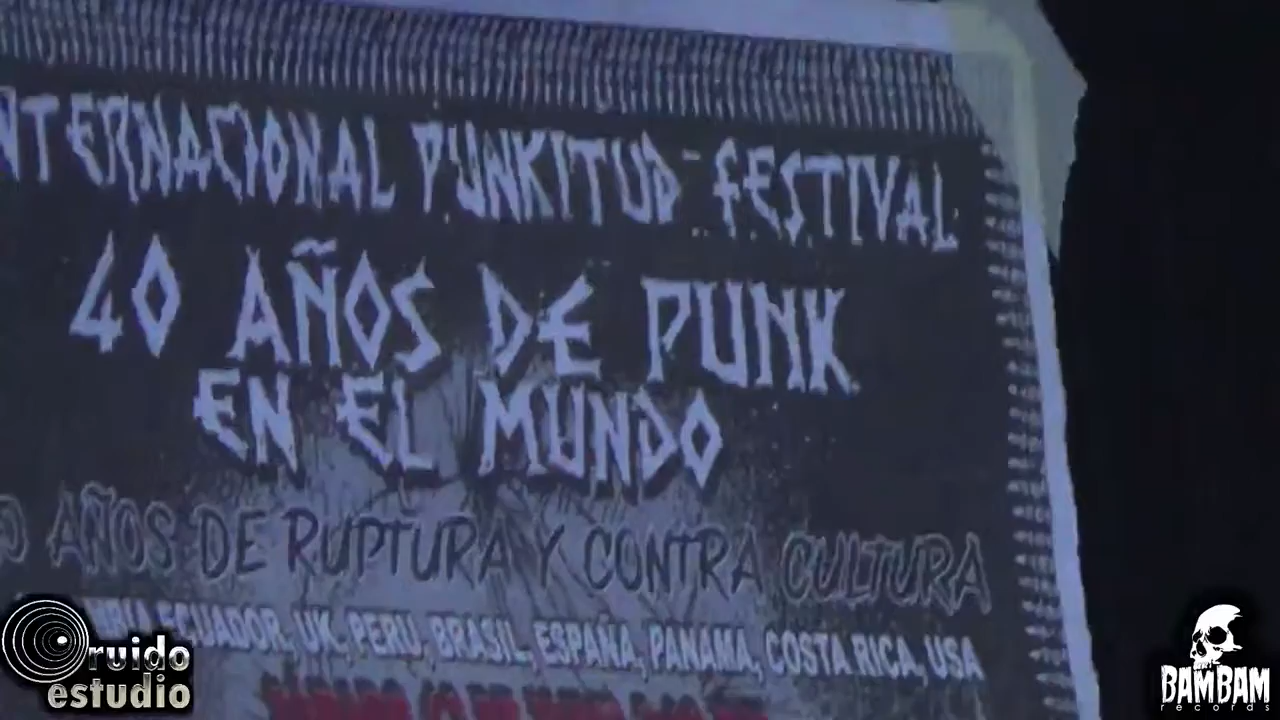 INTERNACIONAL PUNKITUD FESTIVAL
40 AÑOS DE PUNK
EN EL MUNDO
AÑOS DE RUPTURA Y CONTRA CULTURA
ECUADOR, UK, PERU, BRASIL, ESPAÑA, PANAMA, COSTA RICA, USA
ruido
estudio
BAMBAM
records